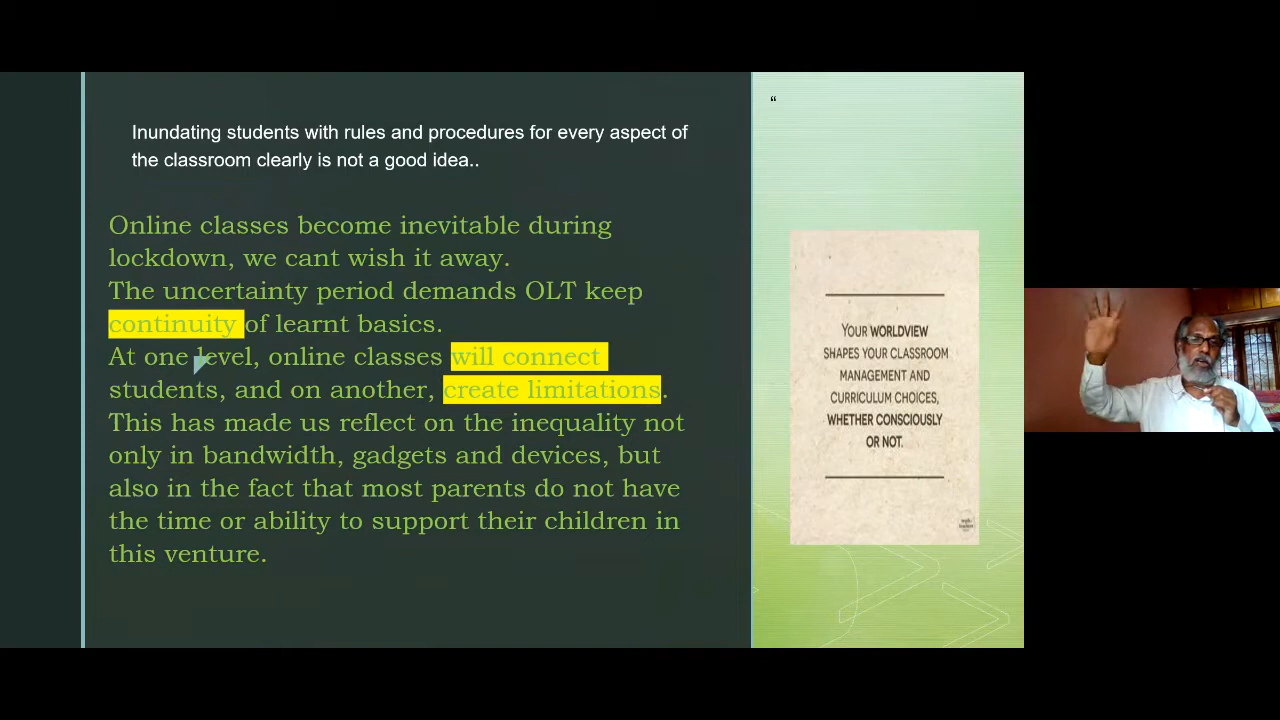 “
Inundating students with rules and procedures for every aspect of
the classroom clearly is not a good idea..
Online classes become inevitable during
lockdown, we cant wish it away.
The uncertainty period demands OLT keep
continuity of learnt basics.
At one level, online classes will connect
students, and on another, create limitations.
This has made us reflect on the inequality not
only in bandwidth, gadgets and devices, but
also in the fact that most parents do not have
the time or ability to support their children in
this venture.
YOUR WORLDVIEW
SHAPES YOUR CLASSROOM
MANAGEMENT AND
CURRICULUM CHOICES,
WHETHER CONSCIOUSLY
OR NOT.